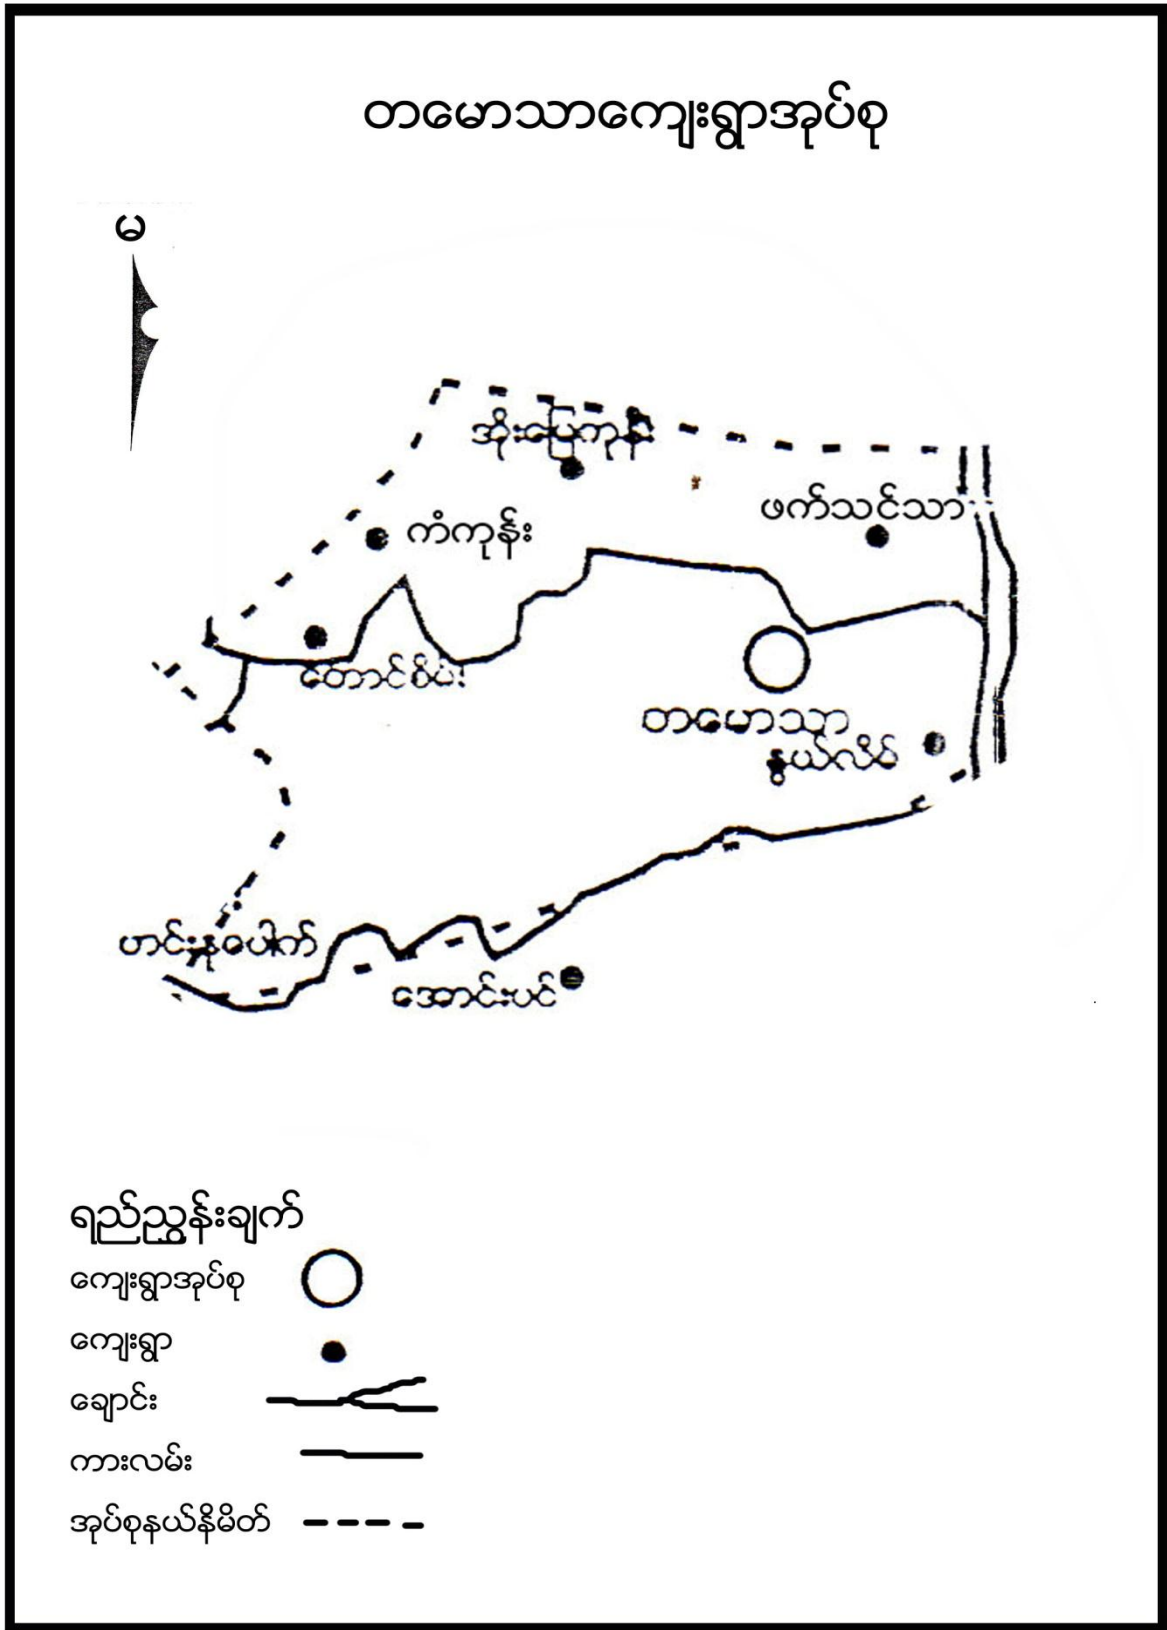 တမောသာကျေးရွာအုပ်စု
မ
အိုးမြေကုန်း
ဖက်သင်သာ
ကံကုန်း
တောင်စိမ်း
တမောသာ
နွယ်လိမ်
ဟင်းနုပေါက်
အောင်းပင်
ရည်ညွှန်းချက်
ကျေးရွာအုပ်စု
ကျေးရွာ
ချောင်း
ကားလမ်း
အုပ်စုနယ်နိမိတ်